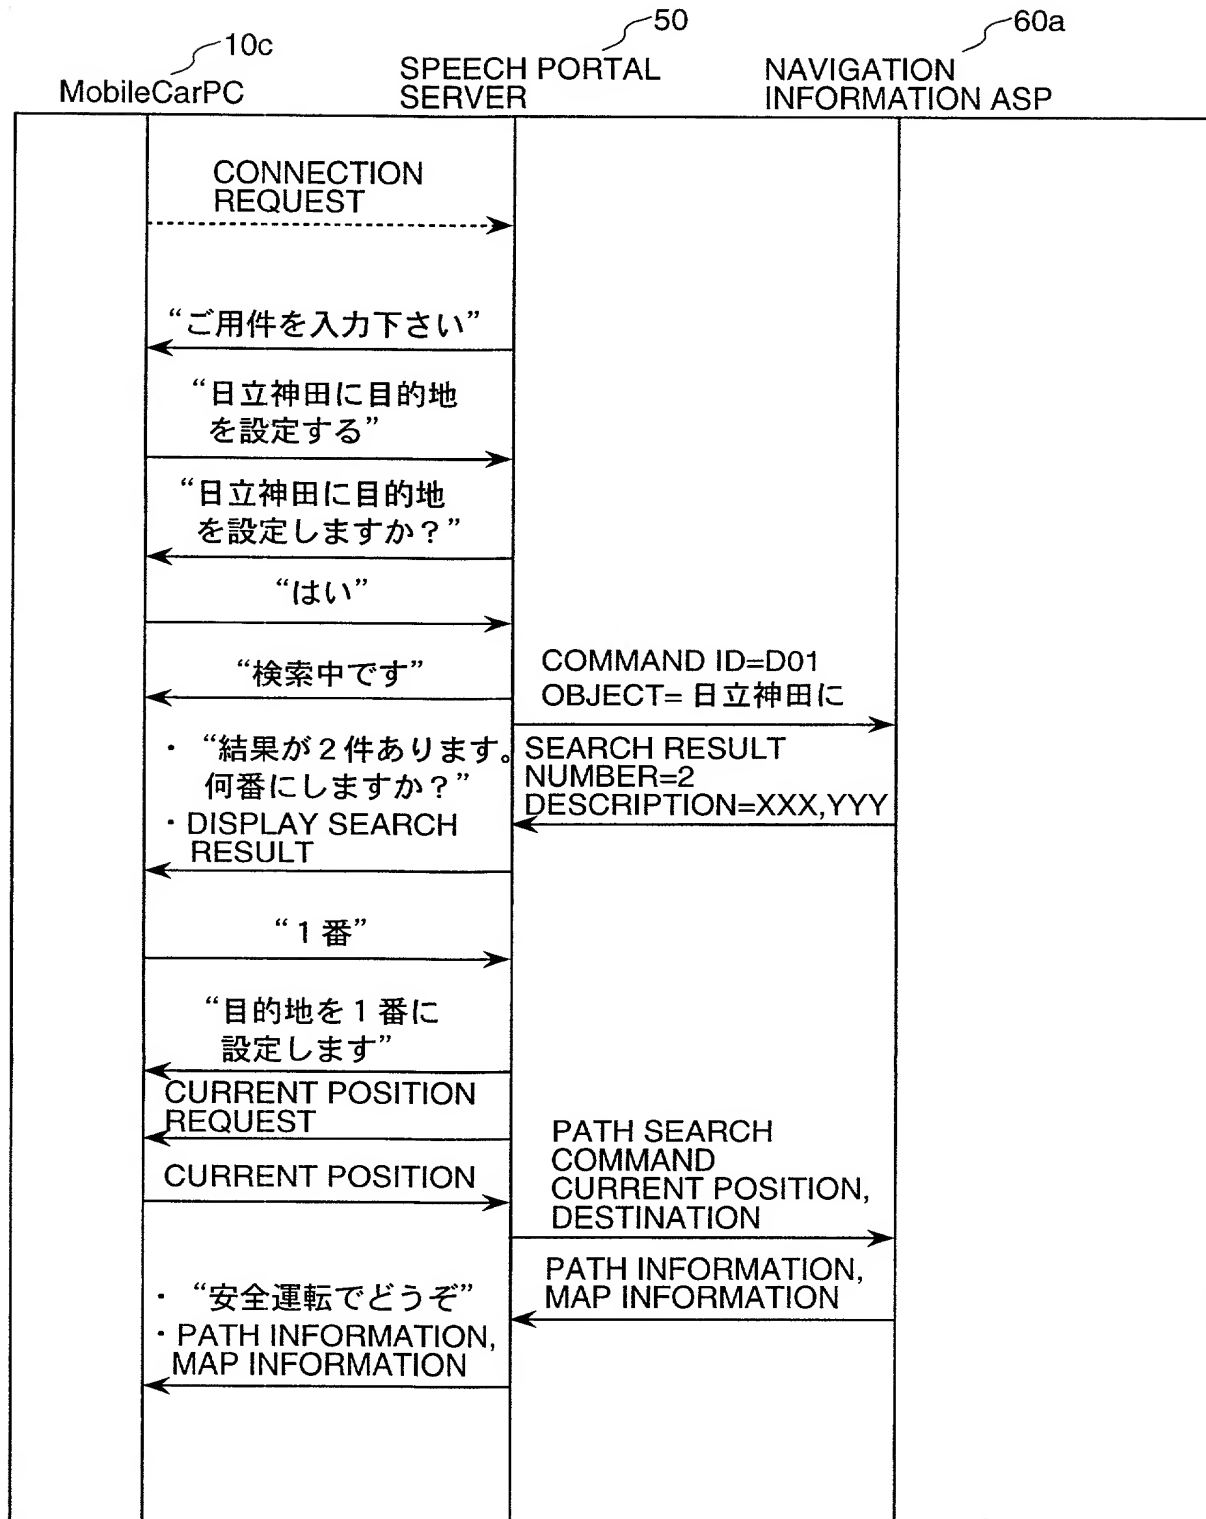 10c
50
60a
MobileCarPC
SPEECH PORTAL
SERVER
NAVIGATION
INFORMATION ASP
CONNECTION
REQUEST
“ご用件を入力下さい”
“日立神田に目的地
を設定する”
“日立神田に目的地
を設定しますか？”
“はい”
“検索中です”
COMMAND ID=D01
OBJECT= 日立神田に
・ “結果が２件あります。
何番にしますか？”
・DISPLAY SEARCH
RESULT
SEARCH RESULT
NUMBER=2
DESCRIPTION=XXX,YYY
“１番”
“目的地を１番に
設定します”
CURRENT POSITION
REQUEST
CURRENT POSITION
PATH SEARCH
COMMAND
CURRENT POSITION,
DESTINATION
PATH INFORMATION,
MAP INFORMATION
・ “安全運転でどうぞ”
・PATH INFORMATION,
MAP INFORMATION